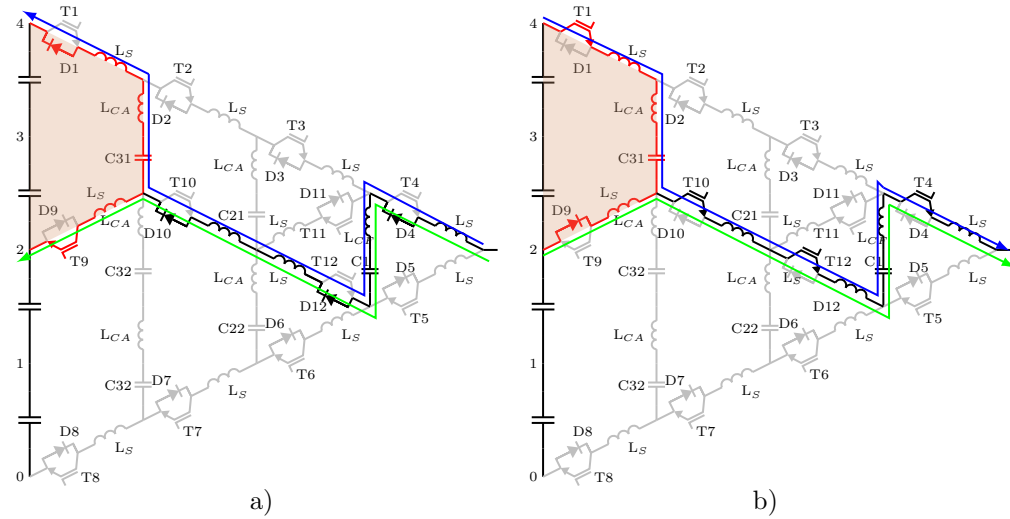 4
3
2
1
0
T1
D1
L_S
T2
L_CA
D2
L_S
T3
C31
D3
L_CA
L_S
T10
D11
T4
D9
L_S
C21
L_CA
D10
L_S
T11
L_CF
D4
L_S
T9
T12
C1
D5
C32
L_CA
L_S
D12
L_CA
C22
D6
T5
L_S
C32
D7
T6
L_S
D8
T7
L_S
T8
a)
4
3
2
1
0
T1
D1
L_S
T2
L_CA
D2
L_S
T3
C31
D3
L_CA
L_S
T10
D11
T4
D9
L_S
C21
L_CA
D10
L_S
T11
L_CF
D4
L_S
T9
T12
C1
D5
C32
L_CA
L_S
D12
L_CA
C22
D6
T5
L_S
C32
D7
T6
L_S
D8
T7
L_S
T8
b)